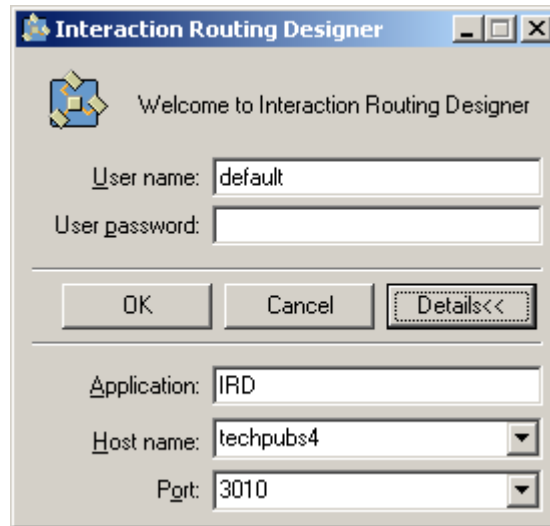 Interaction Routing Designer
Welcome to Interaction Routing Designer
User name: default
User password:
OK Cancel Details<<
Application: IRD
Host name: techpubs4
Port: 3010